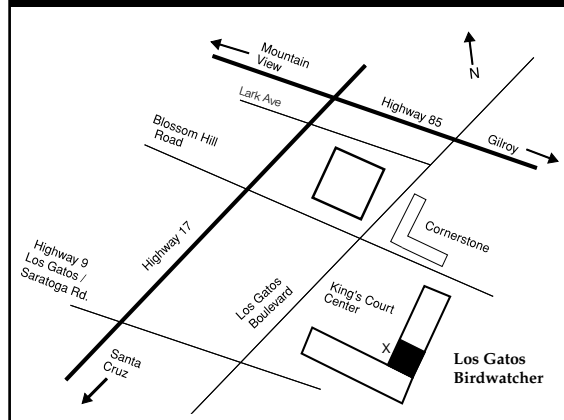 Mountain
View
N
Lark Ave
Highway 85
Blossom Hill
Road
Gilroy
Cornerstone
Highway 17
Highway 9
Los Gatos /
Saratoga Rd.
Los Gatos
Boulevard
King's Court
Center
X
Los Gatos
Birdwatcher
Santa
Cruz